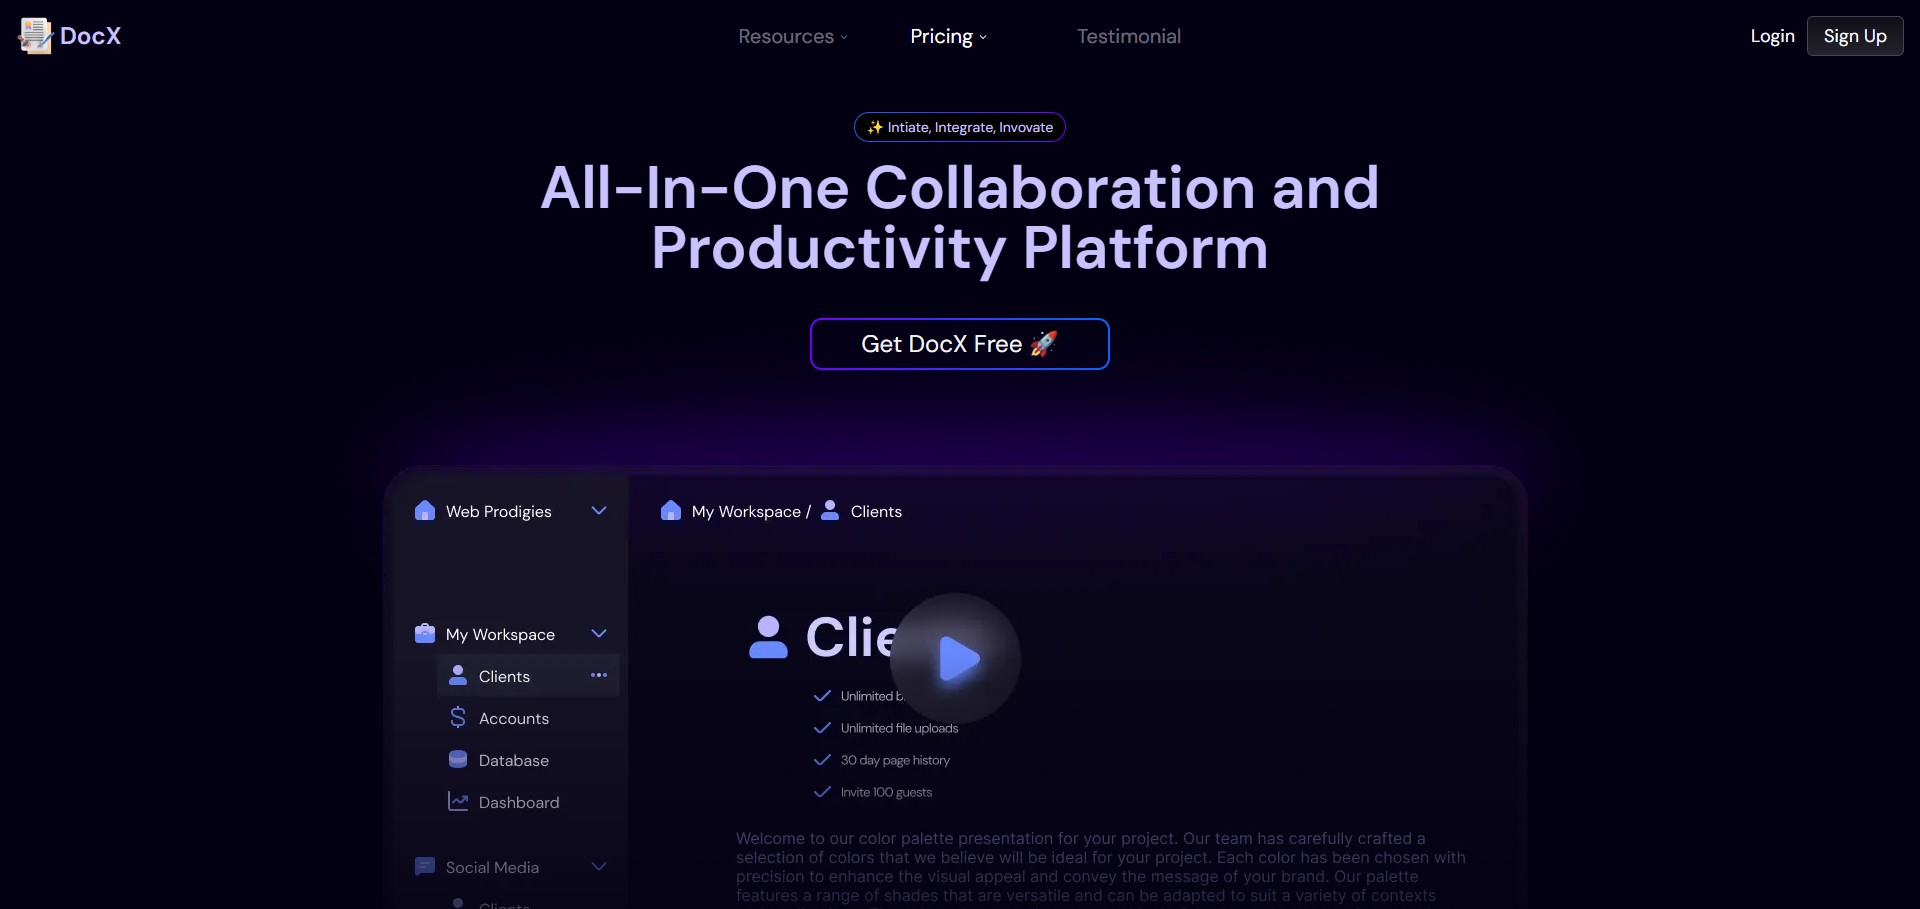 DocX
Resources
Pricing
Testimonial
Login
Sign Up
✨ Intiate, Integrate, Invovate
All-In-One Collaboration and
Productivity Platform
Get DocX Free 🚀
Web Prodigies
My Workspace / Clients
My Workspace
Clients
Accounts
Database
Dashboard
Social Media
Clients
Clie
Unlimited b
Unlimited file uploads
30 day page history
Invite 100 guests
Welcome to our color palette presentation for your project. Our team has carefully crafted a
selection of colors that we believe will be ideal for your project. Each color has been chosen with
precision to enhance the visual appeal and convey the message of your brand. Our palette
features a range of shades that are versatile and can be adapted to suit a variety of contexts